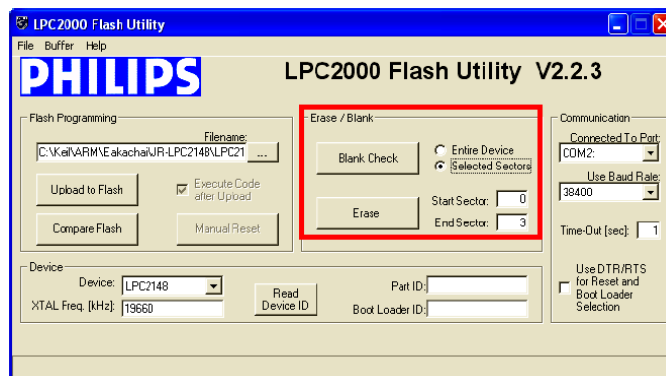 LPC2000 Flash Utility
File Buffer Help
PHILIPS
LPC2000 Flash Utility V2.2.3
Flash Programming
Filename:
C:\Keil\ARM\Eakachai\JR-LPC2148\LPC21 ...
Upload to Flash
Execute Code
after Upload
Compare Flash
Manual Reset
Erase / Blank
Blank Check
Entire Device
Selected Sectors
Erase
Start Sector: 0
End Sector: 3
Communication
Connected To Port:
COM2:
Use Baud Rate:
38400
Time-Out [sec]: 1
Use DTR/RTS
for Reset and
Boot Loader
Selection
Device
Device: LPC2148
XTAL Freq. [kHz]: 19660
Read
Device ID
Part ID:
Boot Loader ID: